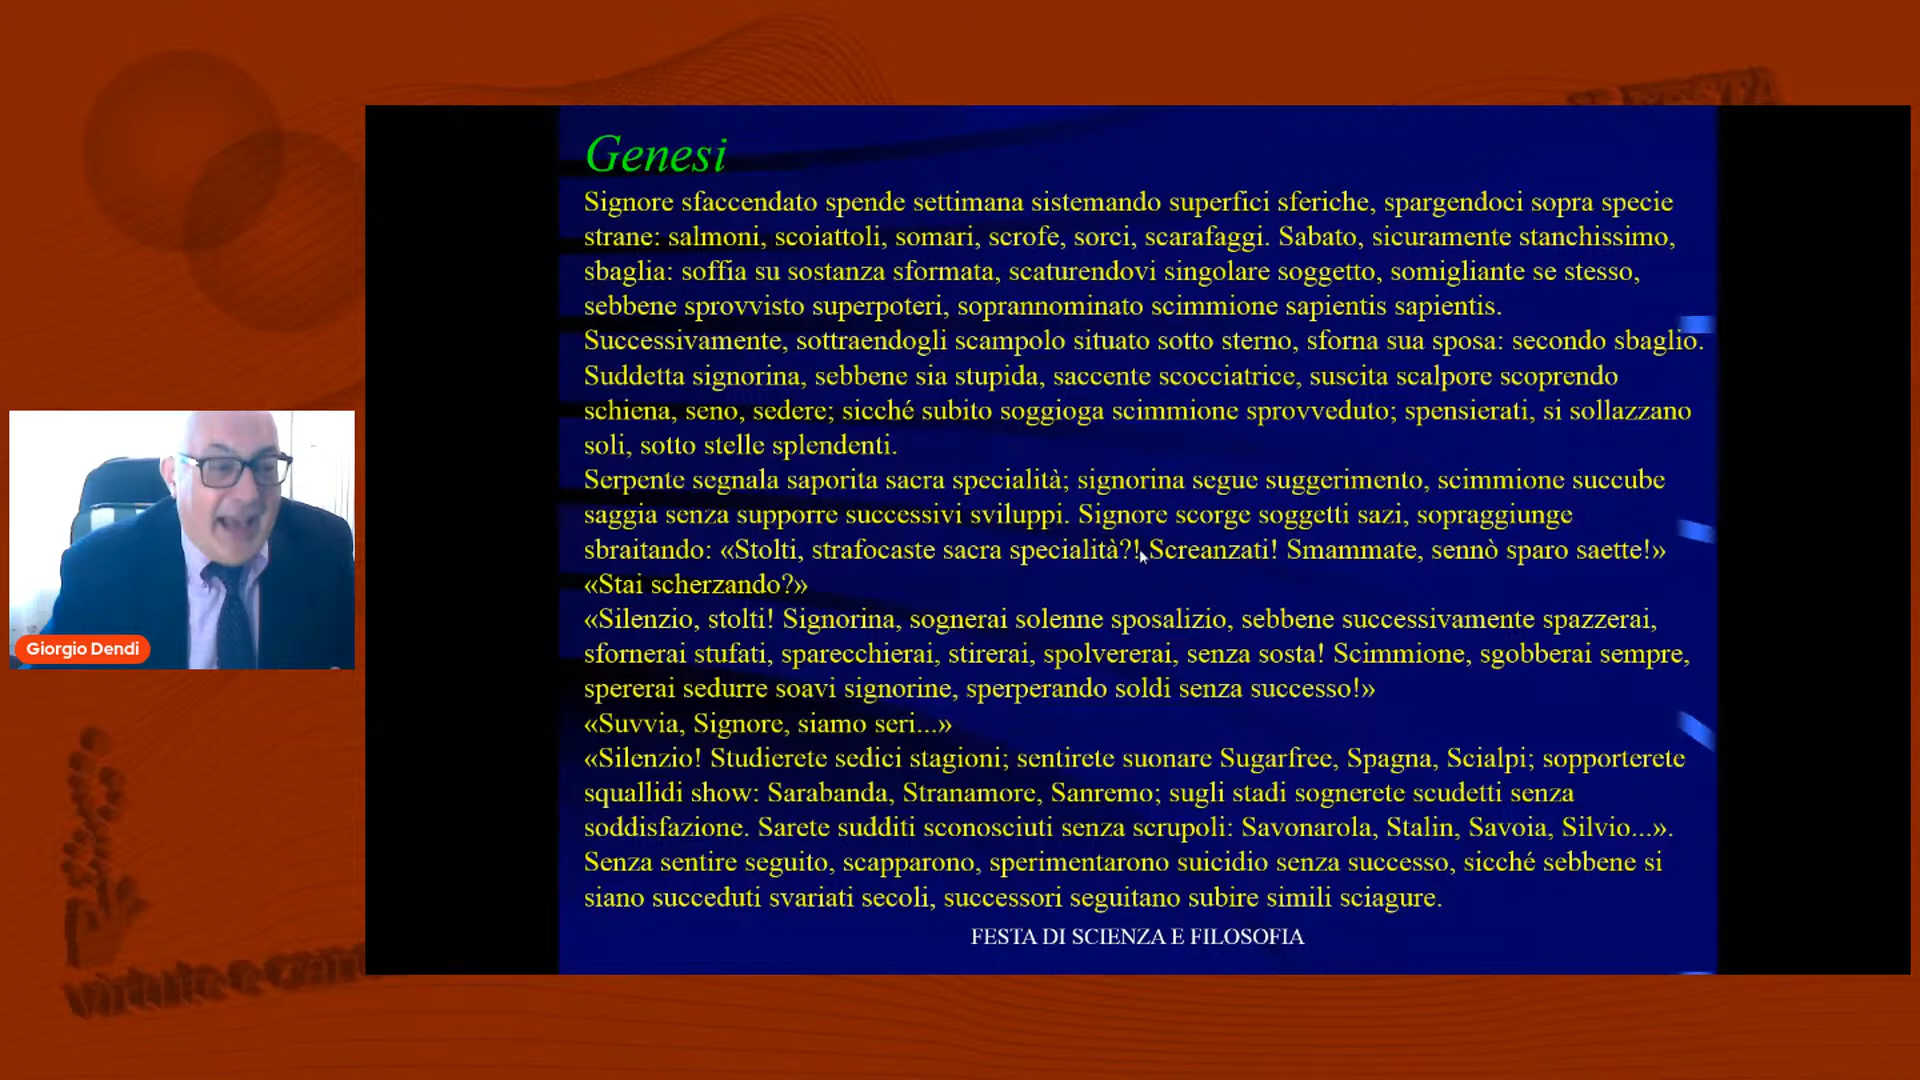 Genesi
Signore sfaccendato spende settimana sistemando superfici sferiche, spargendoci sopra specie
strane: salmoni, scoiattoli, somari, scrofe, sorci, scarafaggi. Sabato, sicuramente stanchissimo,
sbaglia: soffia su sostanza sformata, scaturendovi singolare soggetto, somigliante se stesso,
sebbene sprovvisto superpoteri, soprannominato scimmione sapientis sapientis.
Successivamente, sottraendogli scampolo situato sotto sterno, sforna sua sposa: secondo sbaglio.
Suddetta signorina, sebbene sia stupida, saccente scocciatrice, suscita scalpore scoprendo
schiena, seno, sedere; sicché subito soggioga scimmione sprovveduto; spensierati, si sollazzano
soli, sotto stelle splendenti.
Serpente segnala saporita sacra specialità; signorina segue suggerimento, scimmione succube
saggia senza supporre successivi sviluppi. Signore scorge soggetti sazi, sopraggiunge
sbraitando: «Stolti, strafocaste sacra specialità?! Screanzati! Smammate, sennò sparo saette!»
«Stai scherzando?»
«Silenzio, stolti! Signorina, sognerai solenne sposalizio, sebbene successivamente spazzerai,
sfornerai stufati, sparecchierai, stirerai, spolvererai, senza sosta! Scimmione, sgobberai sempre,
spererai sedurre soavi signorine, sperperando soldi senza successo!»
«Suvvia, Signore, siamo seri...»
«Silenzio! Studierete sedici stagioni; sentirete suonare Sugarfree, Spagna, Scialpi; sopporterete
squallidi show: Sarabanda, Stranamore, Sanremo; sugli stadi sognerete scudetti senza
soddisfazione. Sarete sudditi sconosciuti senza scrupoli: Savonarola, Stalin, Savoia, Silvio...».
Senza sentire seguito, scapparono, sperimentarono suicidio senza successo, sicché sebbene si
siano succeduti svariati secoli, successori seguitano subire simili sciagure.
FESTA DI SCIENZA E FILOSOFIA
Giorgio Dendi